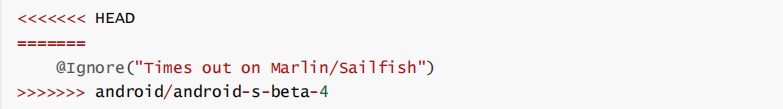 <<<<<<< HEAD
=======
    @Ignore("Times out on Marlin/Sailfish")
>>>>>>> android/android-s-beta-4